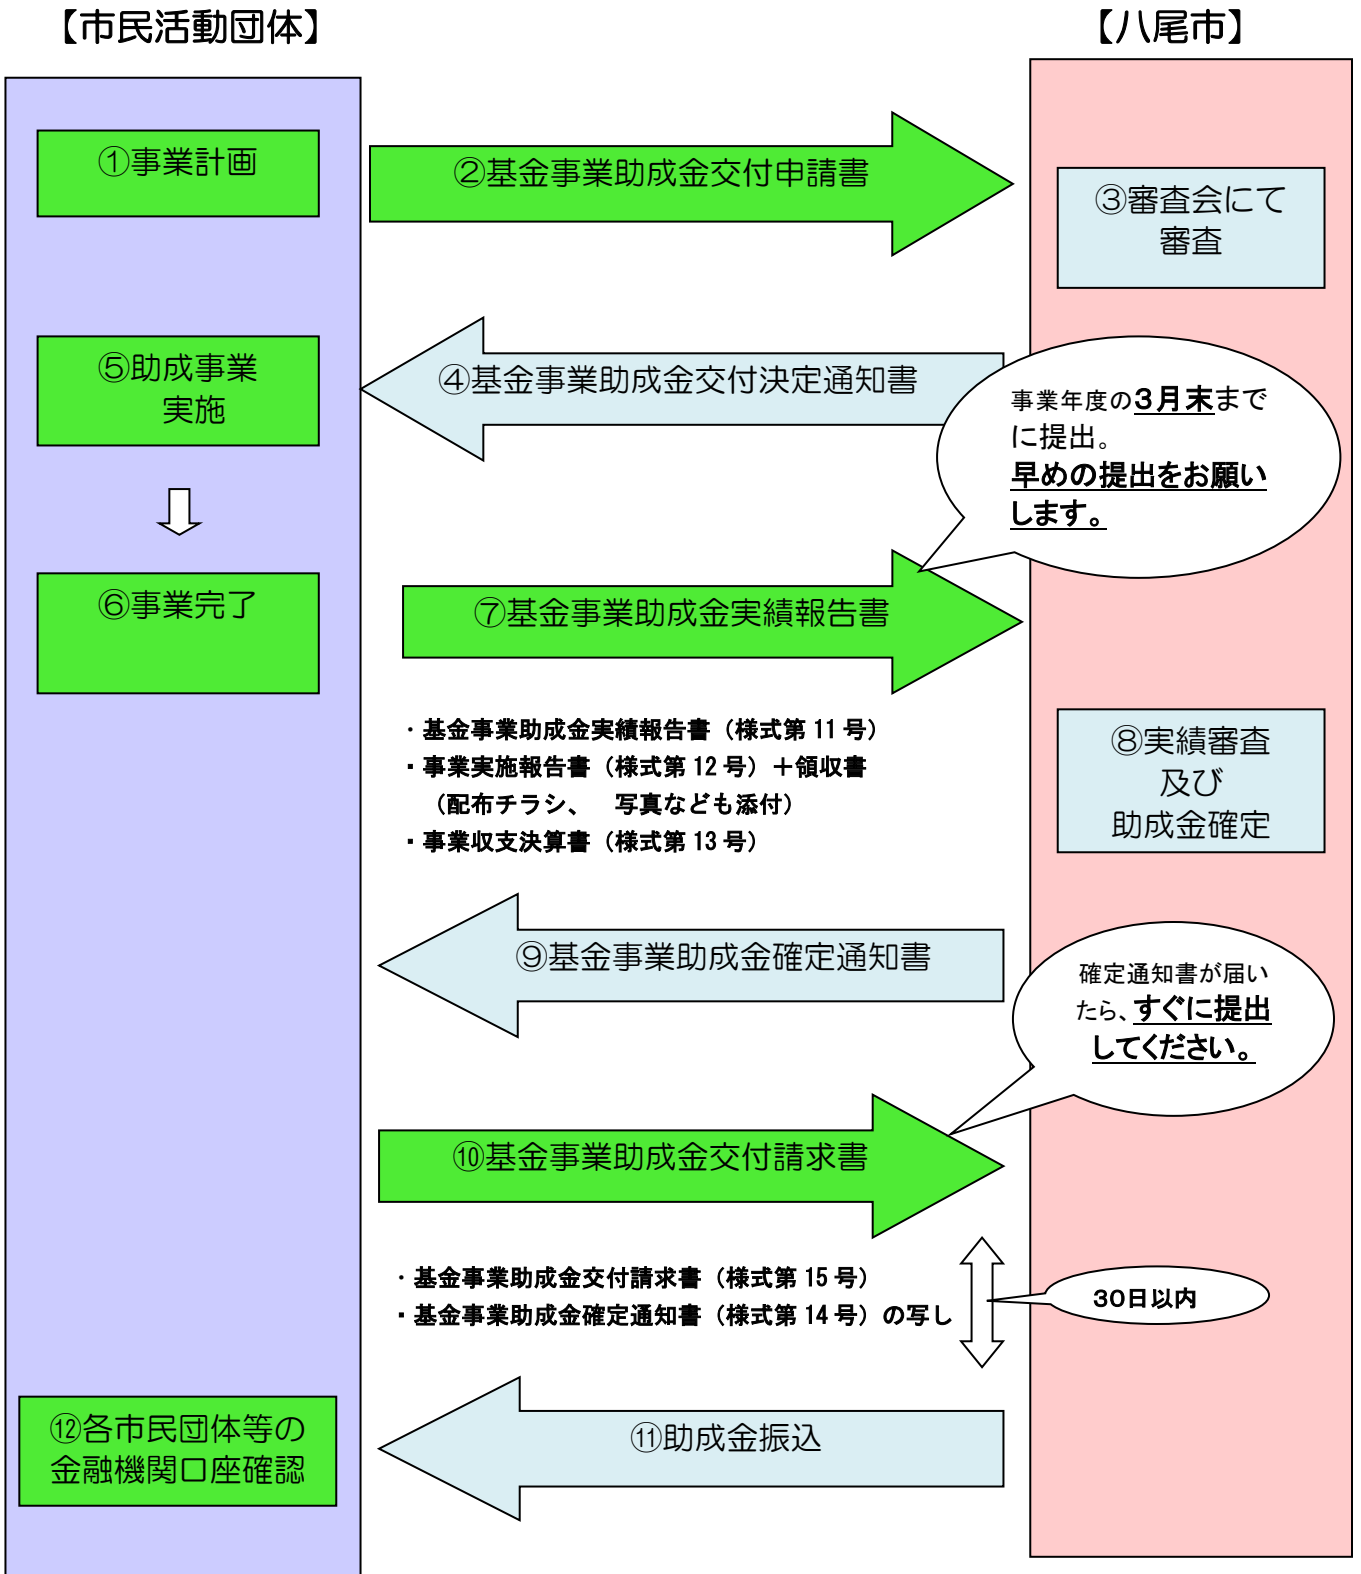 【市民活動団体】
【八尾市】
①事業計画
②基金事業助成金交付申請書
③審査会にて
審査
④基金事業助成金交付決定通知書
⑤助成事業
実施
事業年度の3月末まで
に提出。
早めの提出をお願い
します。
⑥事業完了
⑦基金事業助成金実績報告書
・基金事業助成金実績報告書（様式第11号）
・事業実施報告書（様式第12号）＋領収書
（配布チラシ、　写真なども添付）
・事業収支決算書（様式第13号）
⑧実績審査
及び
助成金確定
⑨基金事業助成金確定通知書
確定通知書が届い
たら、すぐに提出
してください。
⑩基金事業助成金交付請求書
・基金事業助成金交付請求書（様式第15号）
・基金事業助成金確定通知書（様式第14号）の写し
30日以内
⑪助成金振込
⑫各市民団体等の
金融機関口座確認